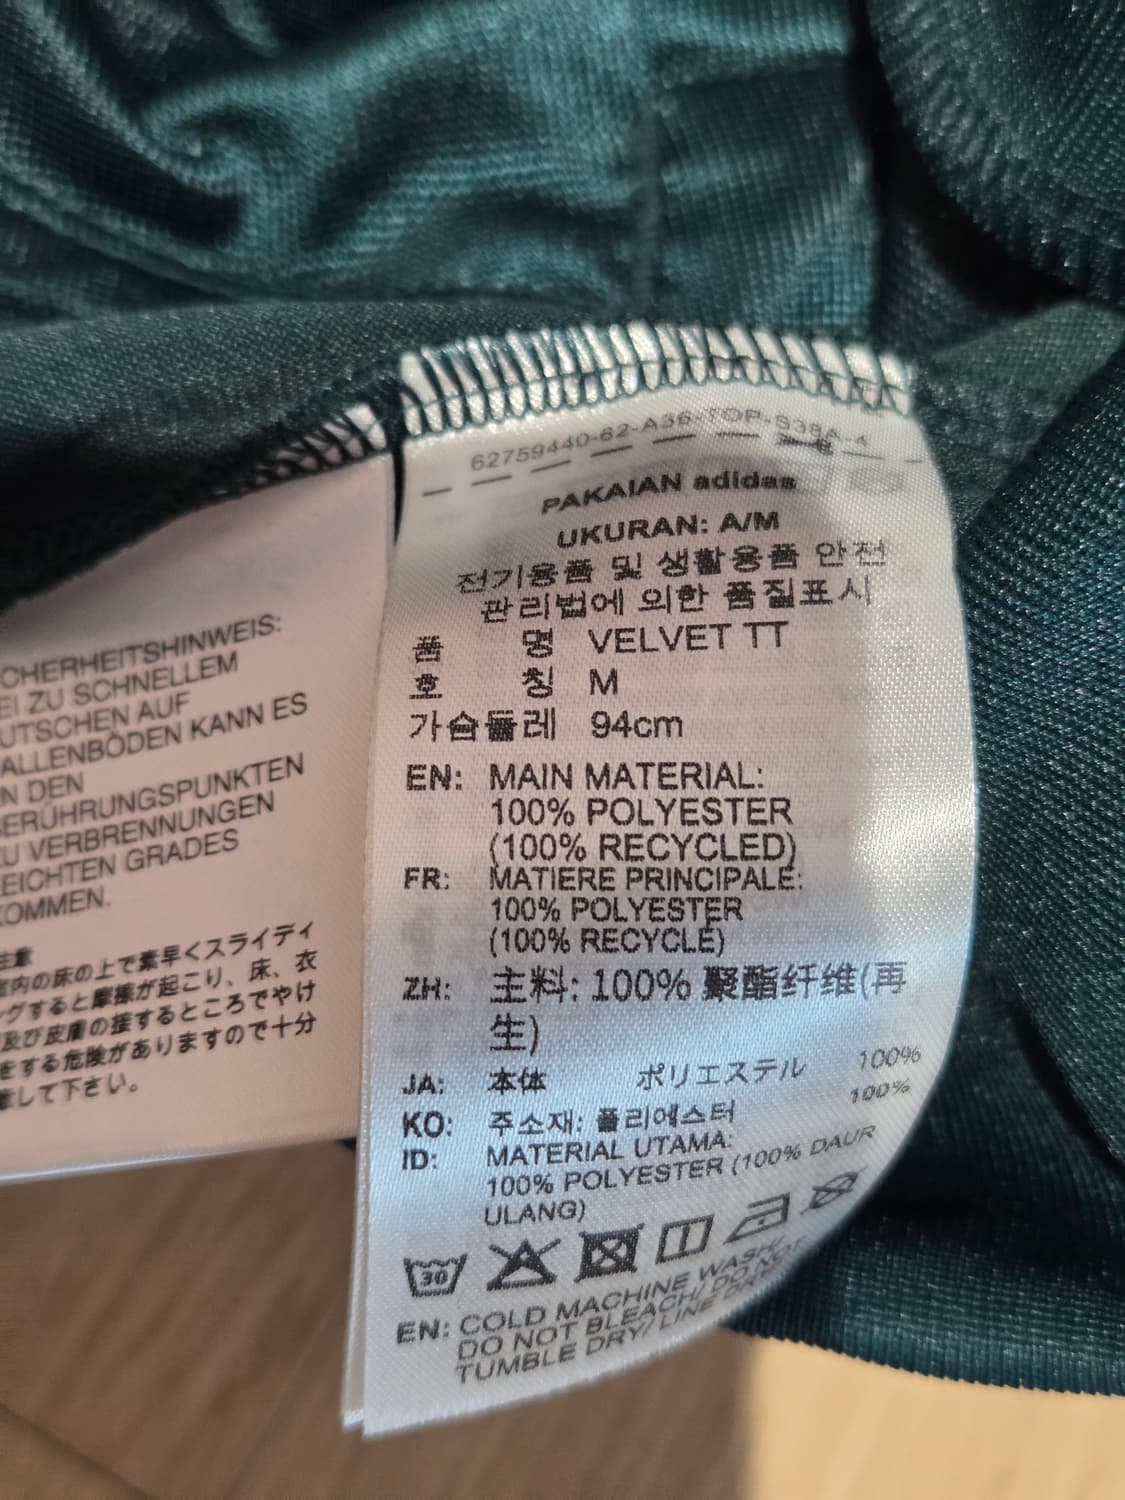 CHERHEITSHINWEIS:
EI ZU SCHNELLEM
UTSCHEN AUF
ALLENBÖDEN KANN ES
N DEN
ERÜHRUNGSPUNKTEN
ZU VERBRENNUNGEN
EICHTEN GRADES
KOMMEN.
注意
室内の床の上で素早くスライディ
ングすると摩擦が起こり、床、衣
及び皮膚の接するところでやけ
をする危険がありますので十分
意して下さい。
62759440-62-A36-TOP-S38A-4
PAKAIAN adidas
UKURAN: A/M
전기용품 및 생활용품 안전
관리법에 의한 품질표시
품 명 VELVET TT
호 칭 M
가슴둘레 94cm
EN: MAIN MATERIAL:
100% POLYESTER
(100% RECYCLED)
FR: MATIERE PRINCIPALE:
100% POLYESTER
(100% RECYCLÉ)
ZH: 主料: 100% 聚酯纤维(再
生)
JA: 本体 ポリエステル 100%
KO: 주소재: 폴리에스터 100%
ID: MATERIAL UTAMA:
100% POLYESTER (100% DAUR
ULANG)
30
EN: COLD MACHINE WASH/
DO NOT BLEACH/ DO NOT
TUMBLE DRY/ LINE DRY/